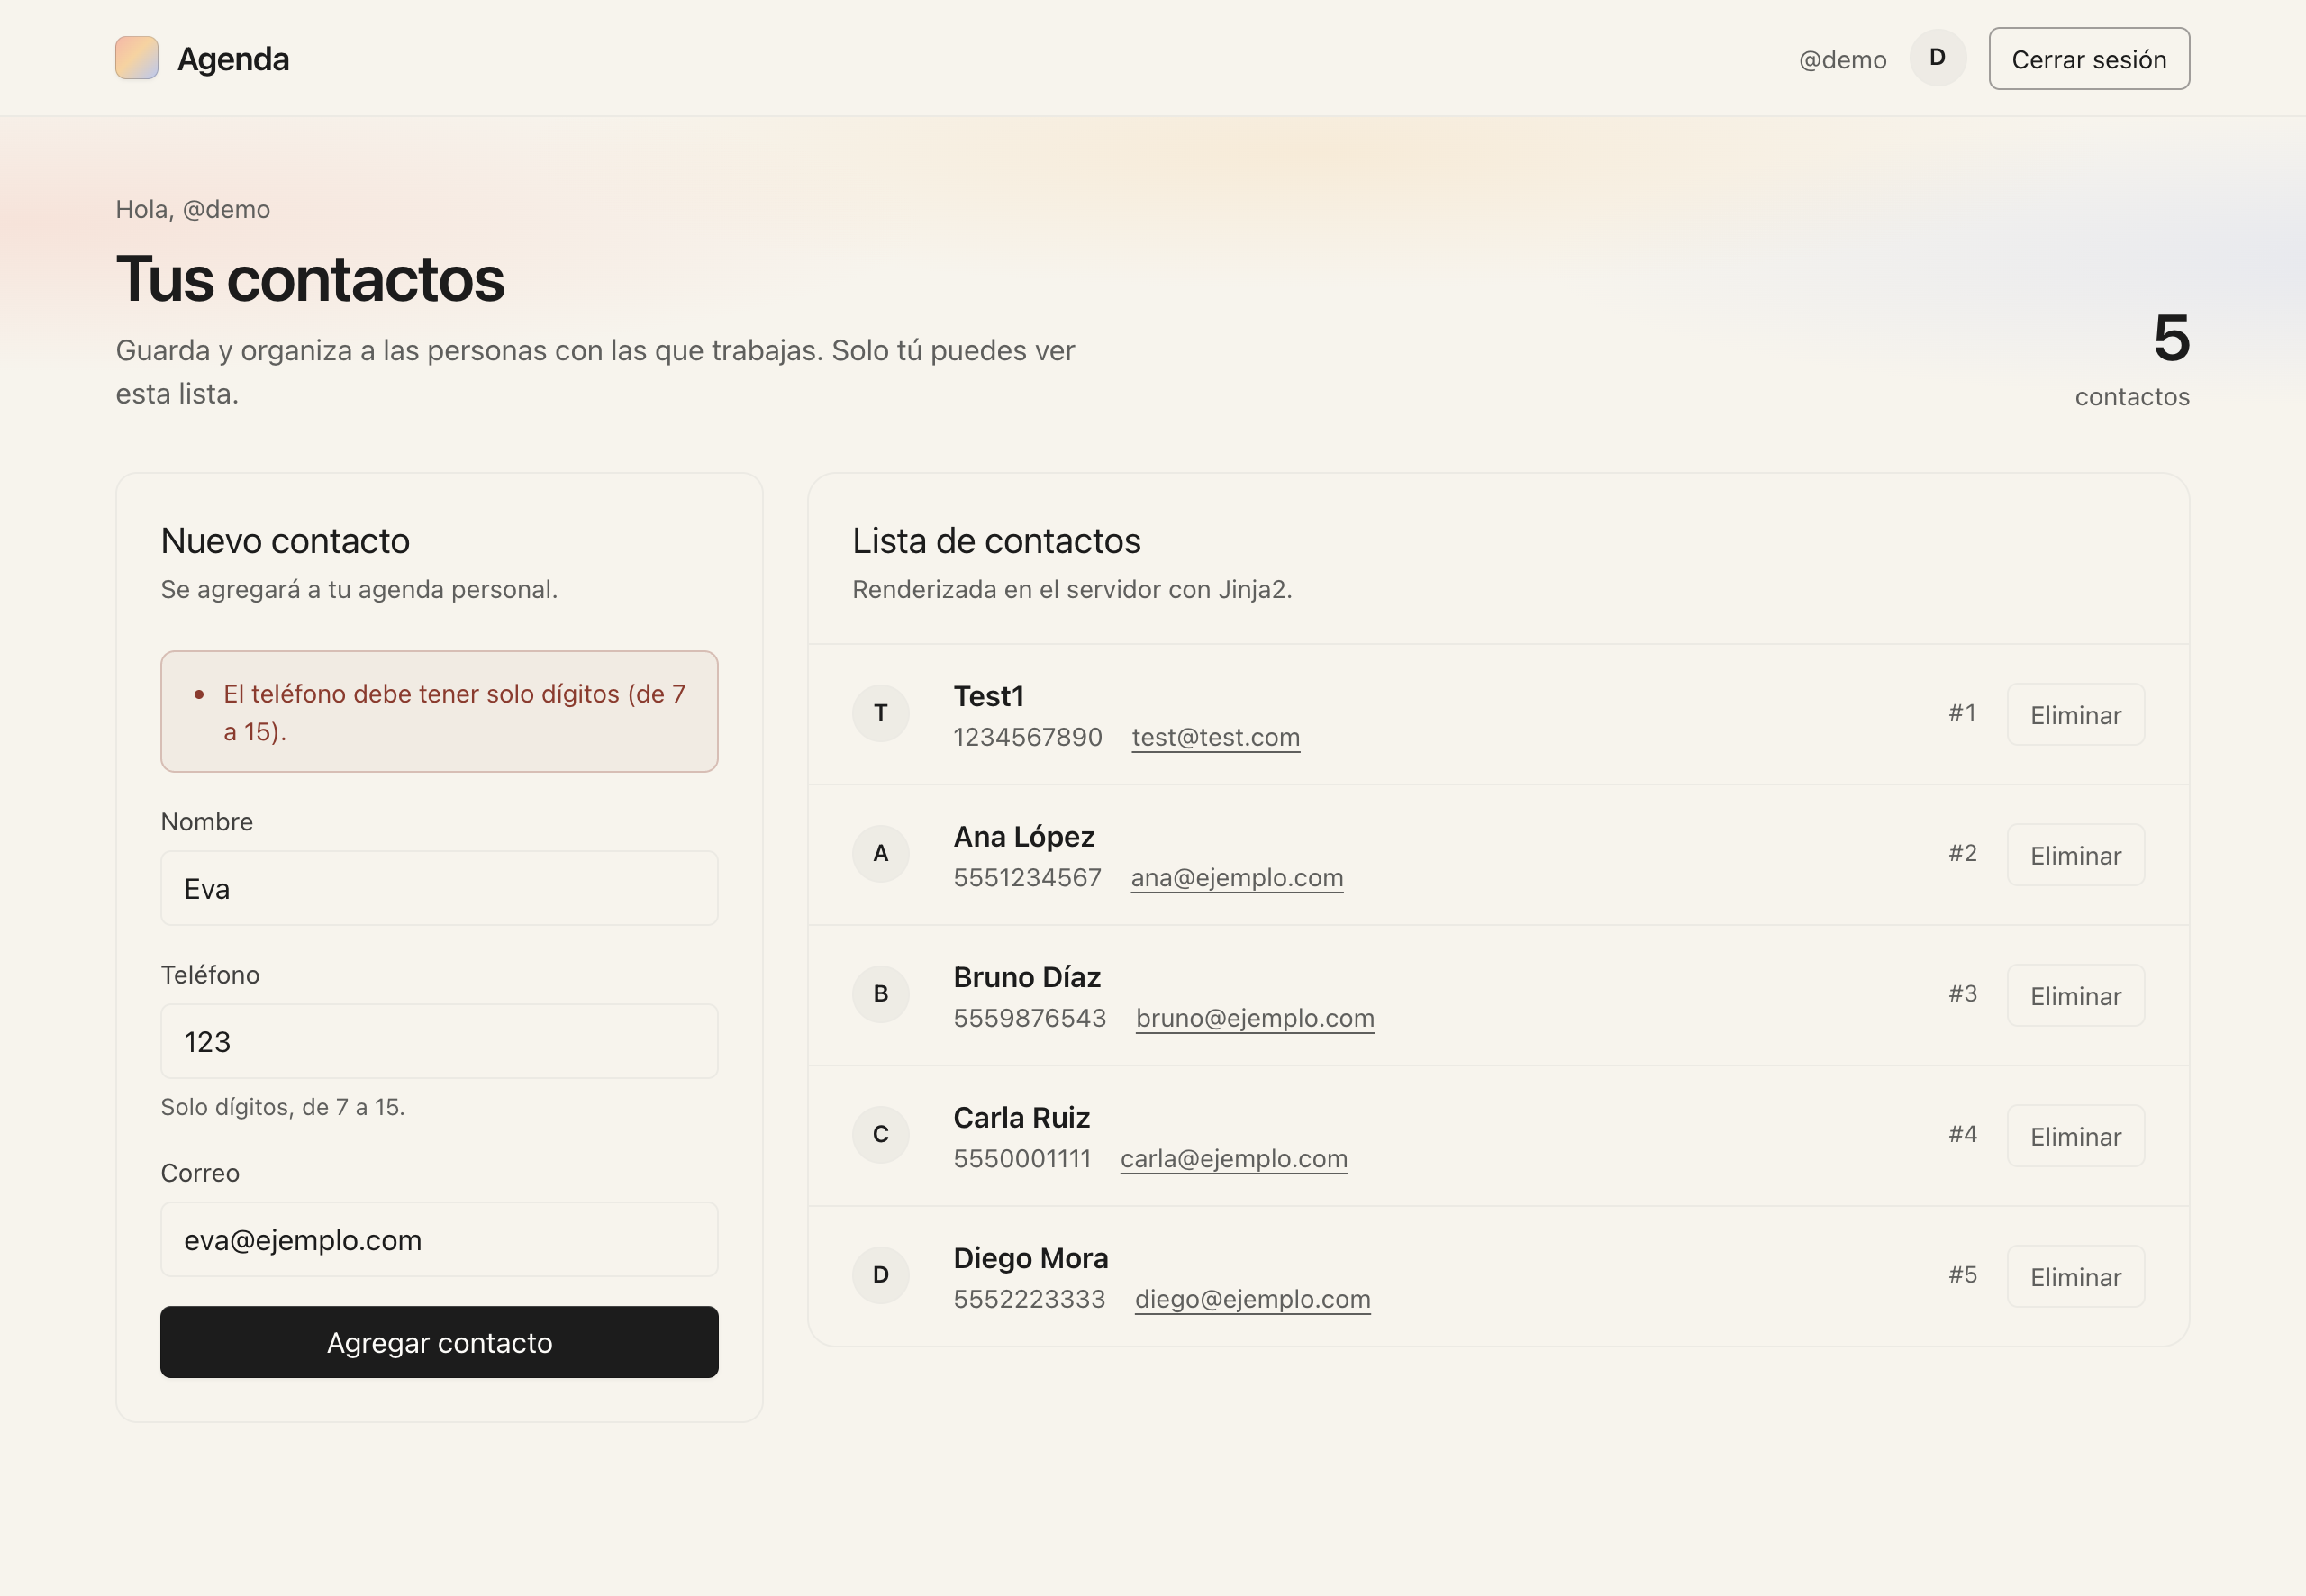 Agenda
@demo
D
Cerrar sesión
Hola, @demo
Tus contactos
Guarda y organiza a las personas con las que trabajas. Solo tú puedes ver
esta lista.
5
contactos
Nuevo contacto
Se agregará a tu agenda personal.
El teléfono debe tener solo dígitos (de 7
a 15).
Nombre
Eva
Teléfono
123
Solo dígitos, de 7 a 15.
Correo
eva@ejemplo.com
Agregar contacto
Lista de contactos
Renderizada en el servidor con Jinja2.
T
Test1
1234567890 test@test.com
#1
Eliminar
A
Ana López
5551234567 ana@ejemplo.com
#2
Eliminar
B
Bruno Díaz
5559876543 bruno@ejemplo.com
#3
Eliminar
C
Carla Ruiz
5550001111 carla@ejemplo.com
#4
Eliminar
D
Diego Mora
5552223333 diego@ejemplo.com
#5
Eliminar